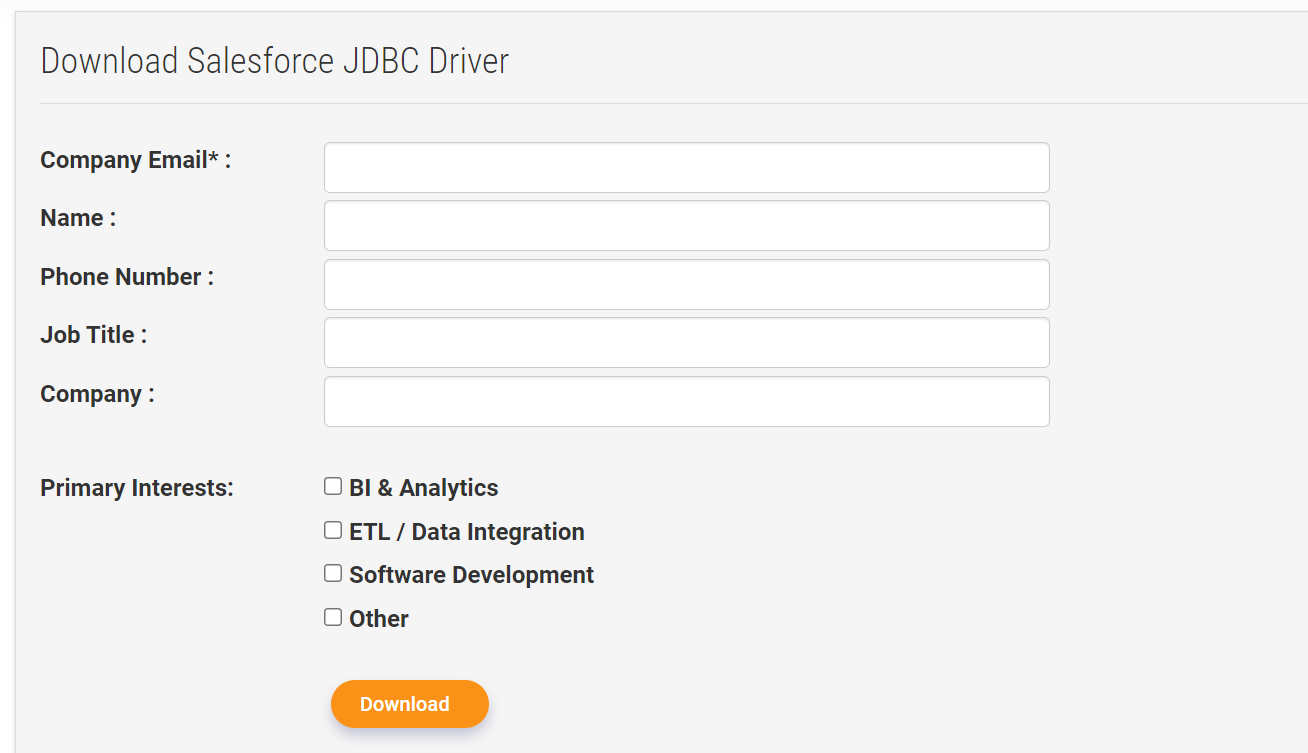 Download Salesforce JDBC Driver
Company Email* :
Name :
Phone Number :
Job Title :
Company :
Primary Interests:
BI & Analytics
ETL / Data Integration
Software Development
Other
Download